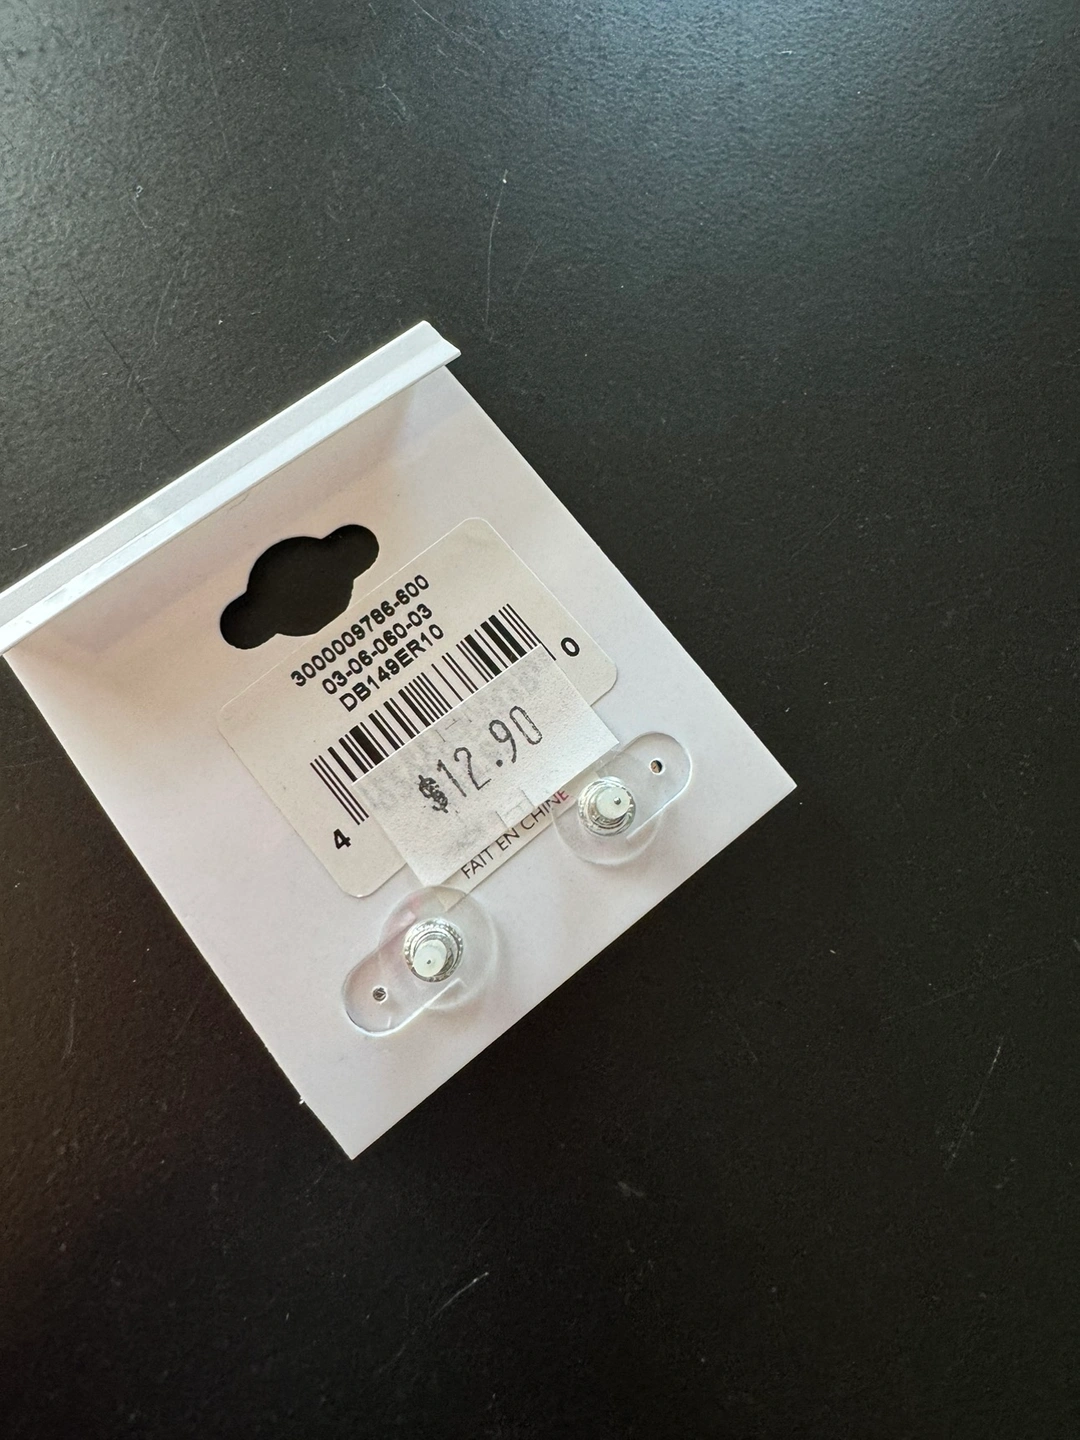 3000009786-600
03-06-060-03
DB149ER10
4 0
$12.90
FAIT EN CHINE